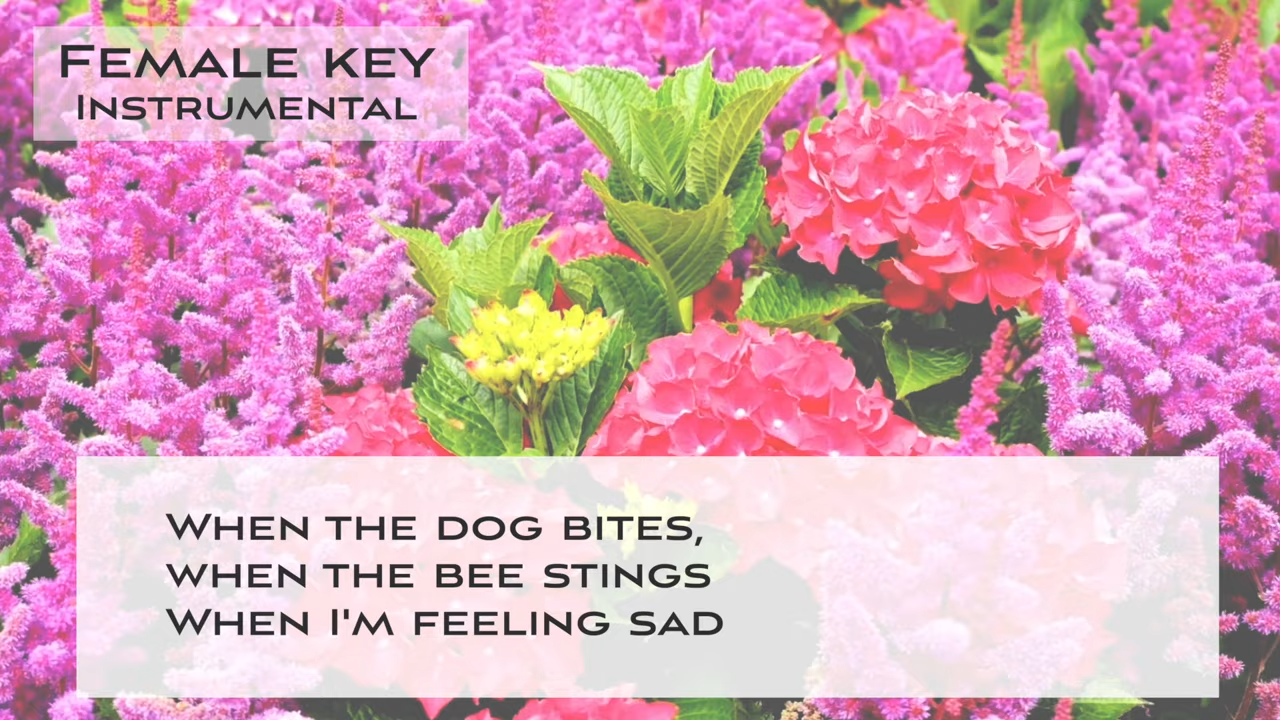 Female key
Instrumental
When the dog bites,
when the bee stings
When I'm feeling sad